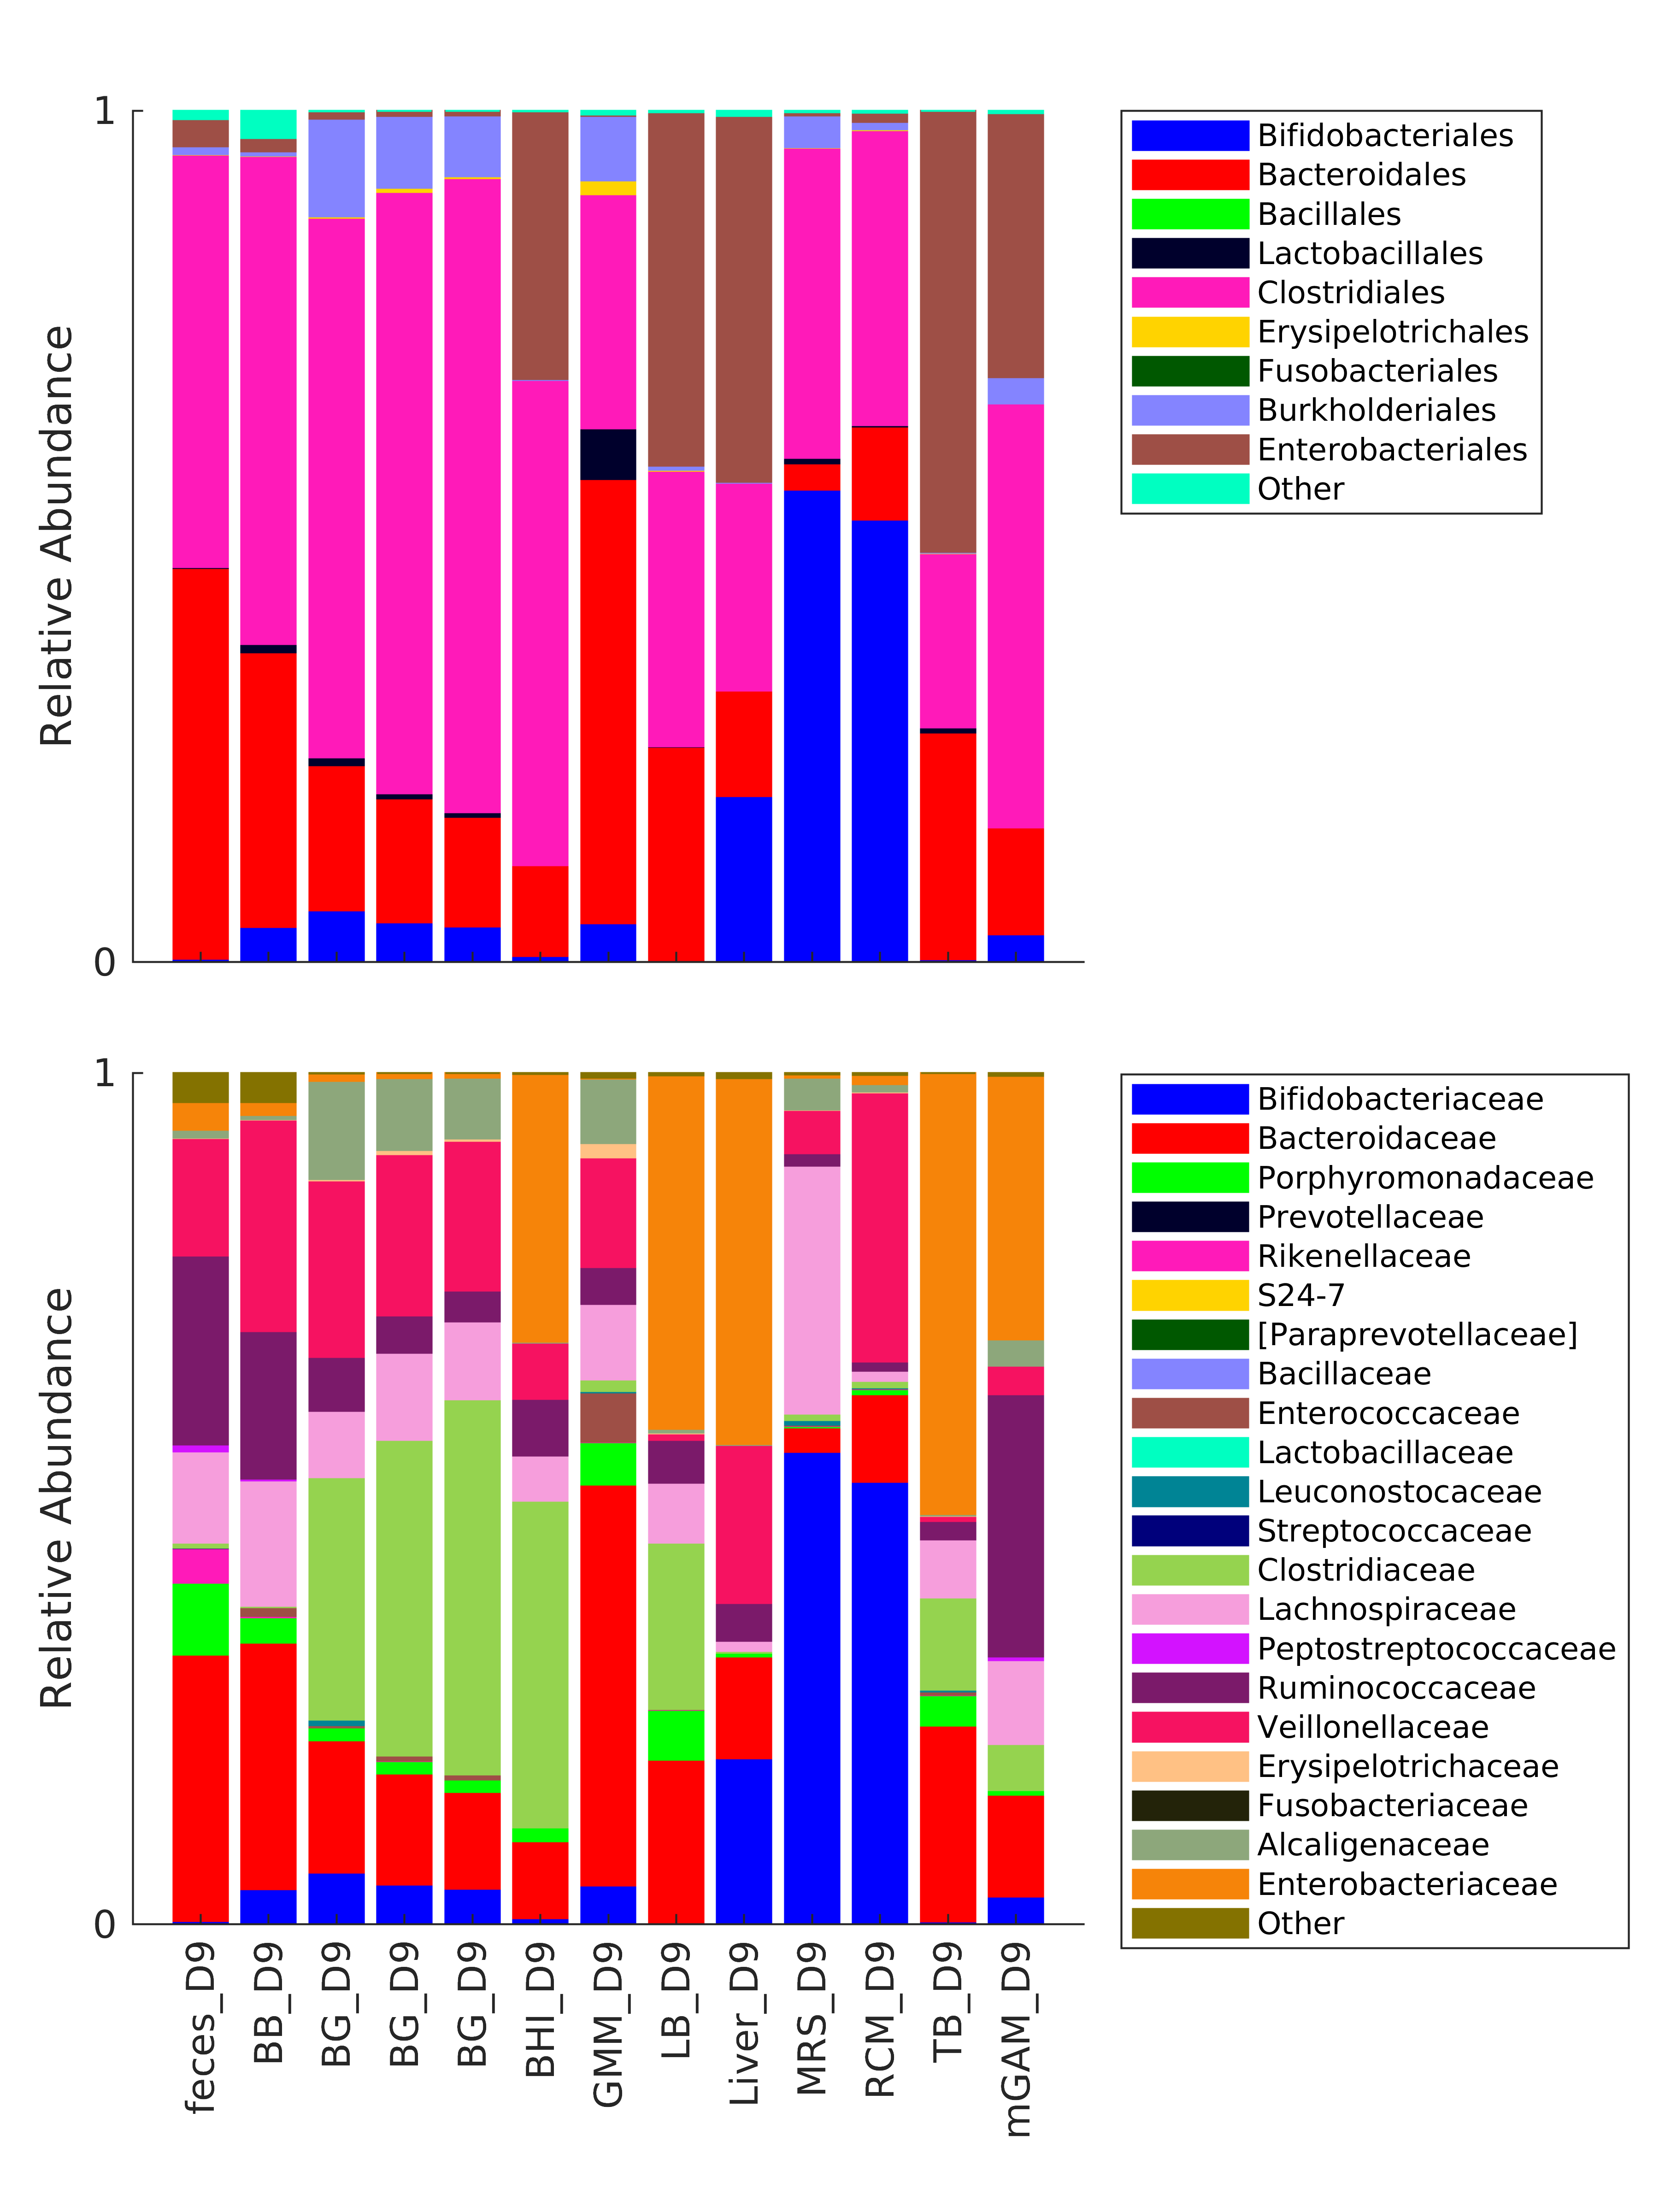 1
0
Relative Abundance
Bifidobacteriales
Bacteroidales
Bacillales
Lactobacillales
Clostridiales
Erysipelotrichales
Fusobacteriales
Burkholderiales
Enterobacteriales
Other
1
0
Relative Abundance
Bifidobacteriaceae
Bacteroidaceae
Porphyromonadaceae
Prevotellaceae
Rikenellaceae
S24-7
[Paraprevotellaceae]
Bacillaceae
Enterococcaceae
Lactobacillaceae
Leuconostocaceae
Streptococcaceae
Clostridiaceae
Lachnospiraceae
Peptostreptococcaceae
Ruminococcaceae
Veillonellaceae
Erysipelotrichaceae
Fusobacteriaceae
Alcaligenaceae
Enterobacteriaceae
Other
feces_D9
BB_D9
BG_D9
BG_D9
BG_D9
BHI_D9
GMM_D9
LB_D9
Liver_D9
MRS_D9
RCM_D9
TB_D9
mGAM_D9